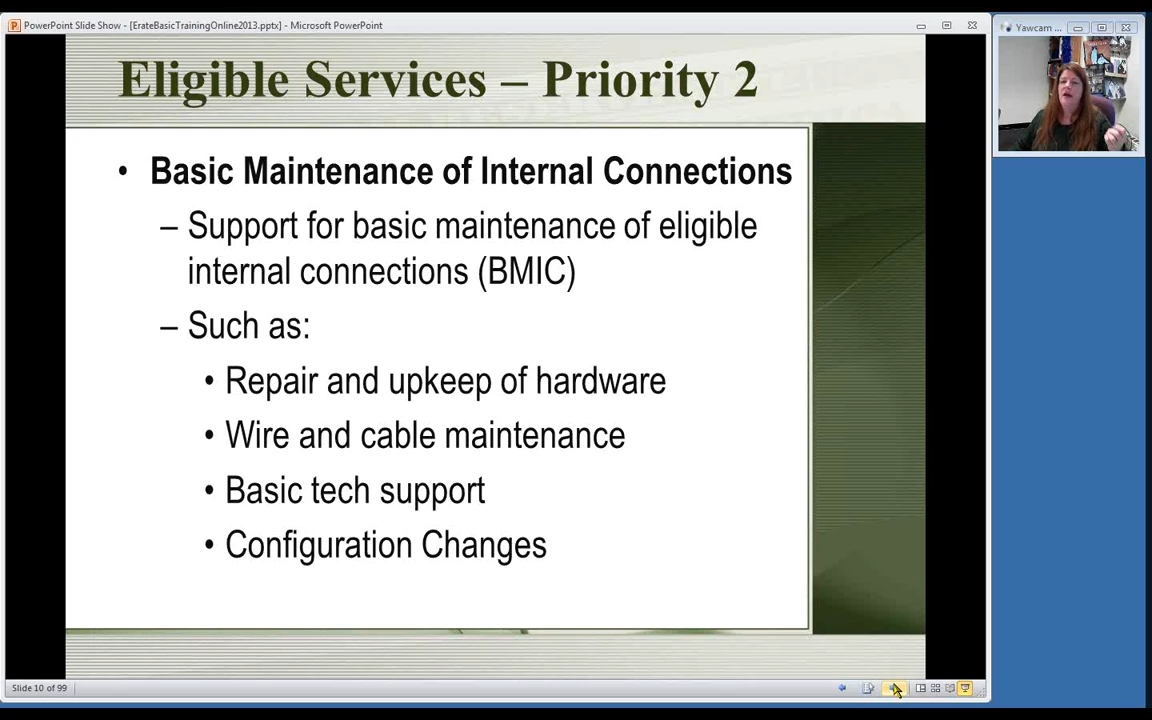 PowerPoint Slide Show - [ErateBasicTrainingOnline2013.pptx] - Microsoft PowerPoint
Yawcam ...
Eligible Services – Priority 2
• Basic Maintenance of Internal Connections
– Support for basic maintenance of eligible
internal connections (BMIC)
– Such as:
• Repair and upkeep of hardware
• Wire and cable maintenance
• Basic tech support
• Configuration Changes
Slide 10 of 99